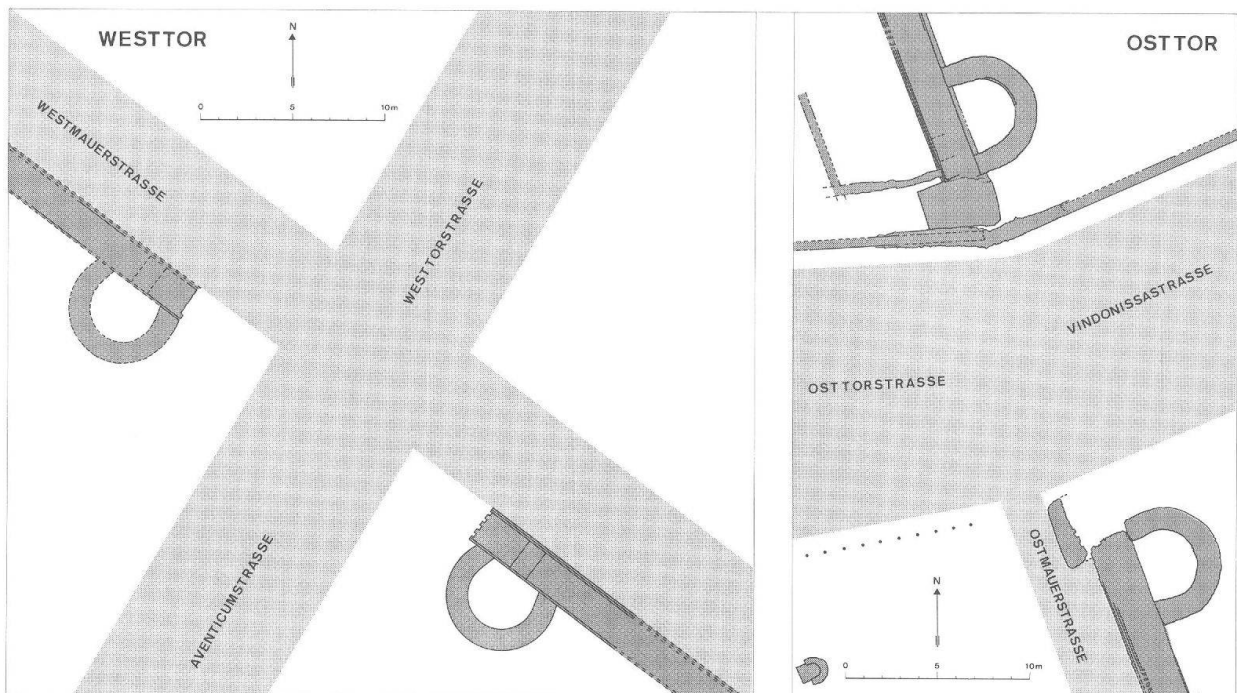 WESTTOR
N
0 5 10m
WESTMAUERSTRASSE
WESTTORSTRASSE
AVENTICUMSTRASSE
OSTTOR
VINDONISSASTRASSE
OSTTORSTRASSE
OSTMAUERSTRASSE
N
0 5 10m